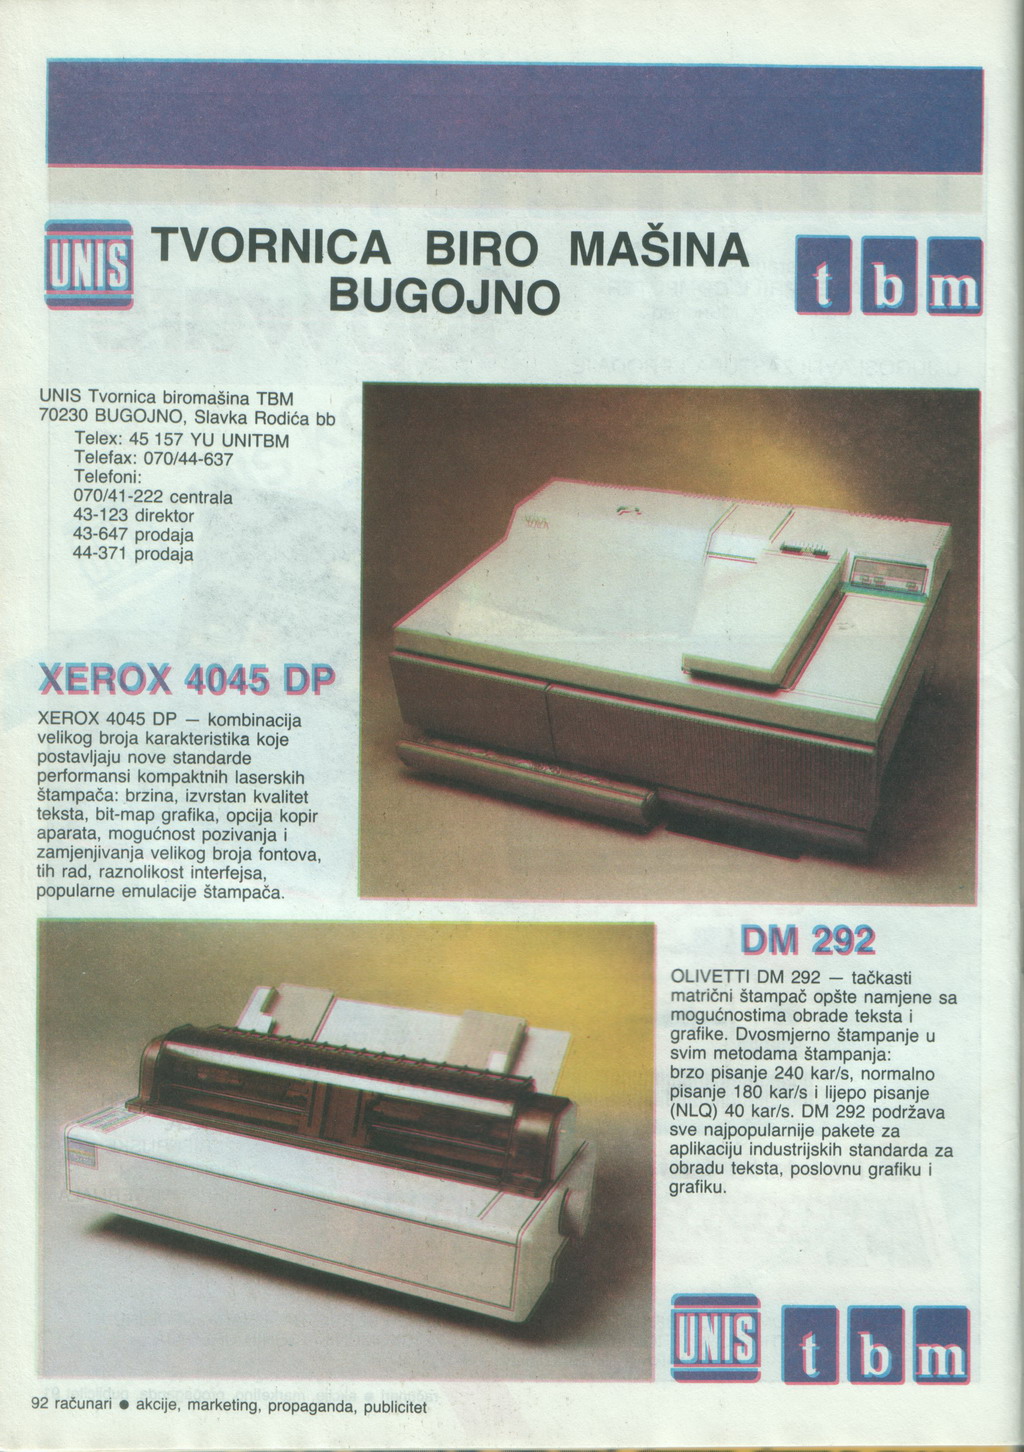 UNIS
TVORNICA BIRO MAŠINA
BUGOJNO
t b m
UNIS Tvornica biromašina TBM
70230 BUGOJNO, Slavka Rodića bb
Telex: 45 157 YU UNITBM
Telefax: 070/44-637
Telefoni:
070/41-222 centrala
43-123 direktor
43-647 prodaja
44-371 prodaja
XEROX 4045 DP
XEROX 4045 DP — kombinacija
velikog broja karakteristika koje
postavljaju nove standarde
performansi kompaktnih laserskih
štampača: brzina, izvrstan kvalitet
teksta, bit-map grafika, opcija kopir
aparata, mogućnost pozivanja i
zamjenjivanja velikog broja fontova,
tih rad, raznolikost interfejsa,
popularne emulacije štampača.
DM 292
OLIVETTI DM 292 — tačkasti
matrični štampač opšte namjene sa
mogućnostima obrade teksta i
grafike. Dvosmjerno štampanje u
svim metodama štampanja:
brzo pisanje 240 kar/s, normalno
pisanje 180 kar/s i lijepo pisanje
(NLQ) 40 kar/s. DM 292 podržava
sve najpopularnije pakete za
aplikaciju industrijskih standarda za
obradu teksta, poslovnu grafiku i
grafiku.
UNIS
t b m
92 računari ● akcije, marketing, propaganda, publicitet